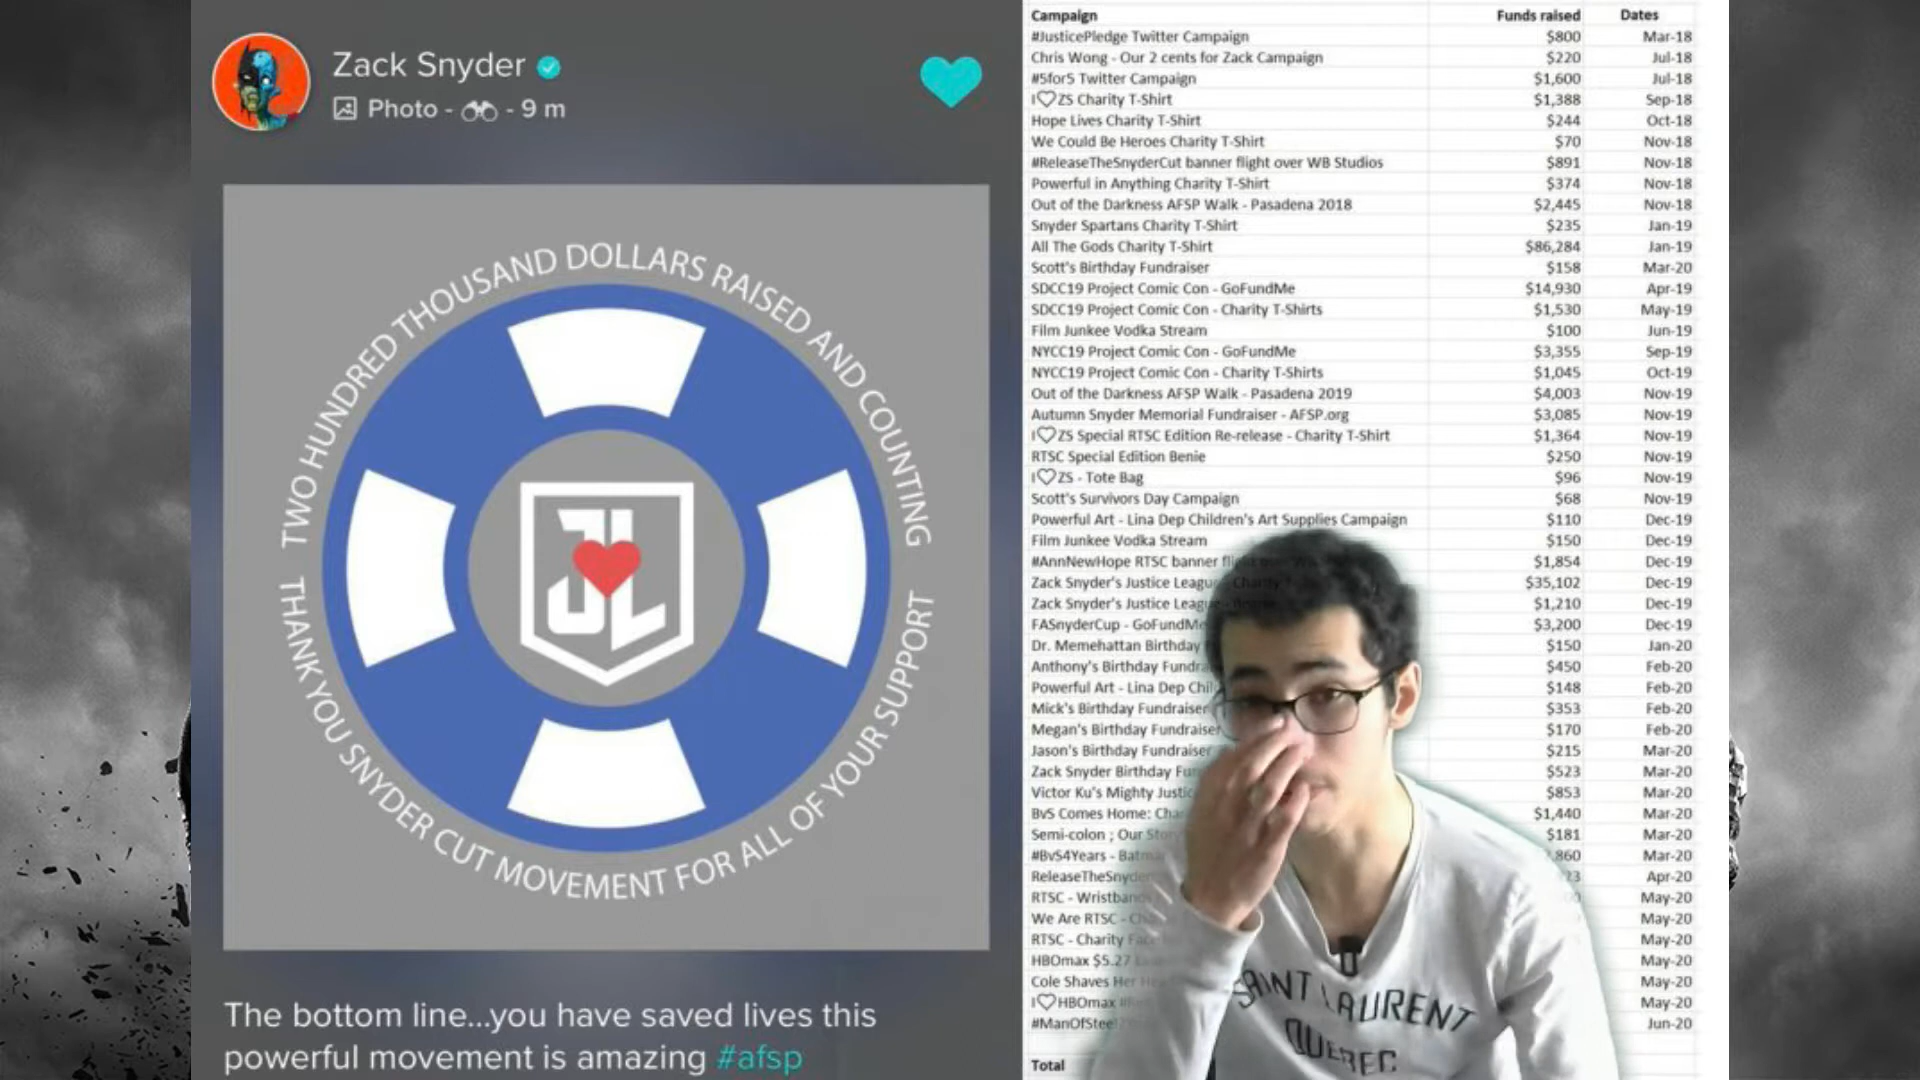 Zack Snyder
Photo - - 9 m
TWO HUNDRED THOUSAND DOLLARS RAISED AND COUNTING
JL
THANK YOU SNYDER CUT MOVEMENT FOR ALL OF YOUR SUPPORT
The bottom line...you have saved lives this
powerful movement is amazing #afsp
Campaign Funds raised Dates
#JusticePledge Twitter Campaign $800 Mar-18
Chris Wong - Our 2 cents for Zack Campaign $220 Jul-18
#5for5 Twitter Campaign $1,600 Jul-18
I♡ZS Charity T-Shirt $1,388 Sep-18
Hope Lives Charity T-Shirt $244 Oct-18
We Could Be Heroes Charity T-Shirt $70 Nov-18
#ReleaseTheSnyderCut banner flight over WB Studios $891 Nov-18
Powerful in Anything Charity T-Shirt $374 Nov-18
Out of the Darkness AFSP Walk - Pasadena 2018 $2,445 Nov-18
Snyder Spartans Charity T-Shirt $235 Jan-19
All The Gods Charity T-Shirt $86,284 Jan-19
Scott's Birthday Fundraiser $158 Mar-20
SDCC19 Project Comic Con - GoFundMe $14,930 Apr-19
SDCC19 Project Comic Con - Charity T-Shirts $1,530 May-19
Film Junkee Vodka Stream $100 Jun-19
NYCC19 Project Comic Con - GoFundMe $3,355 Sep-19
NYCC19 Project Comic Con - Charity T-Shirts $1,045 Oct-19
Out of the Darkness AFSP Walk - Pasadena 2019 $4,003 Nov-19
Autumn Snyder Memorial Fundraiser - AFSP.org $3,085 Nov-19
I♡ZS Special RTSC Edition Re-release - Charity T-Shirt $1,364 Nov-19
RTSC Special Edition Benie $250 Nov-19
I♡ZS - Tote Bag $96 Nov-19
Scott's Survivors Day Campaign $68 Nov-19
Powerful Art - Lina Dep Children's Art Supplies Campaign $110 Dec-19
Film Junkee Vodka Stream $150 Dec-19
#AnnNewHope RTSC banner $1,854 Dec-19
Zack Snyder's Justice League $35,102 Dec-19
Zack Snyder's Justice League $1,210 Dec-19
FASnyderCup - GoFundMe $3,200 Dec-19
Dr. Memehattan Birthday $150 Jan-20
Anthony's Birthday $450 Feb-20
Powerful Art - Lina Dep $148 Feb-20
Mick's Birthday Fundraiser $353 Feb-20
Megan's Birthday Fundraiser $170 Feb-20
Jason's Birthday Fundraiser $215 Mar-20
Zack Snyder Birthday $523 Mar-20
Victor Ku's Mighty $853 Mar-20
BvS Comes Home: $1,440 Mar-20
Semi-colon ; Our $181 Mar-20
#BvS4Years - Mar-20
Apr-20
RTSC - May-20
We Are RTSC - May-20
RTSC - Charity May-20
HBOmax $5.27 May-20
Cole Shaves Her May-20
I♡HBOmax May-20
Jun-20
Total
SAINT LAURENT
QUEBEC